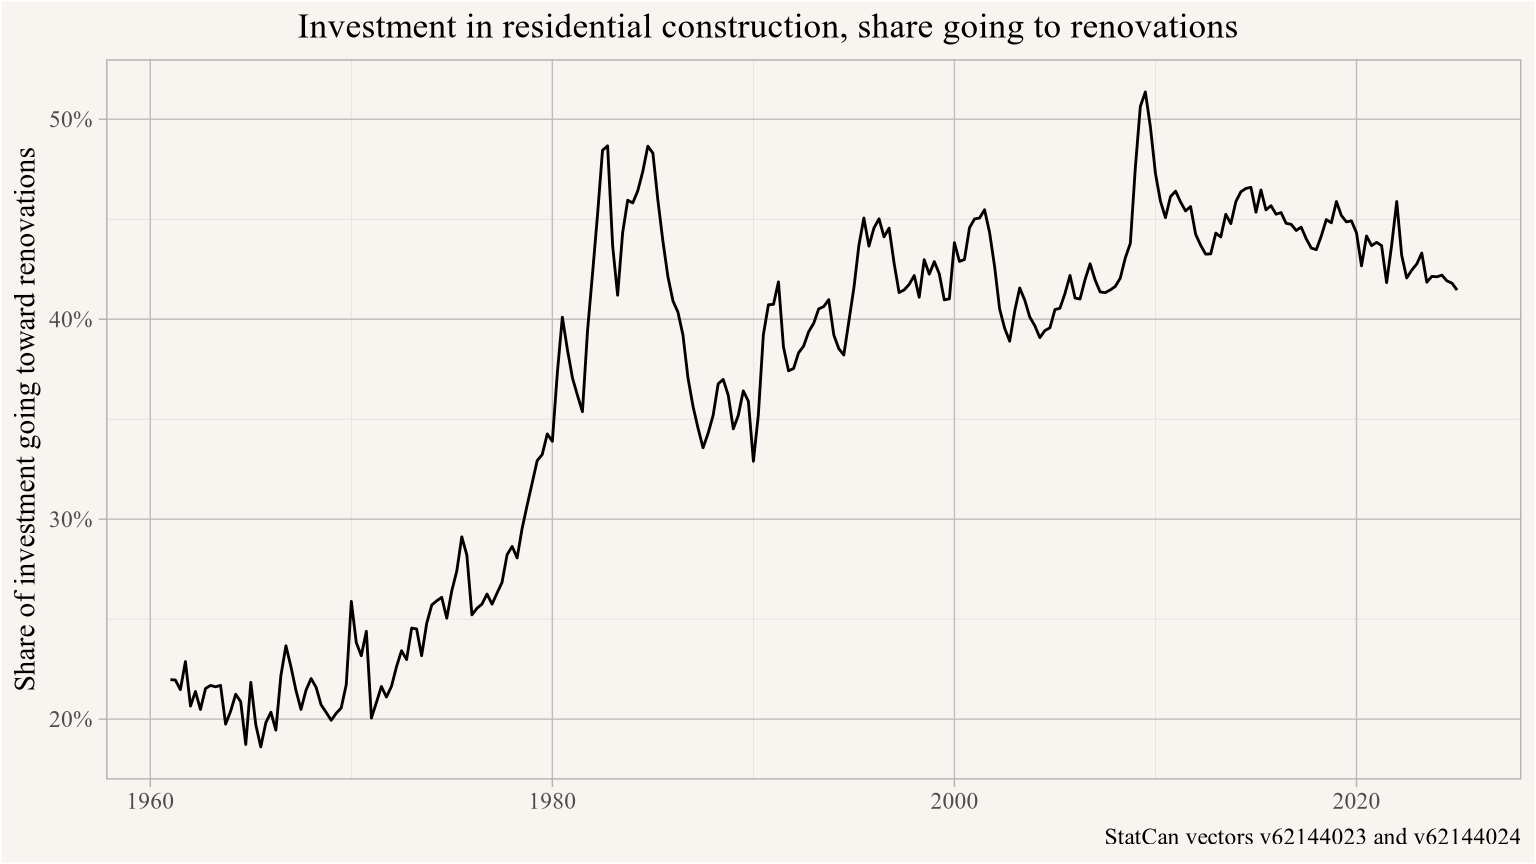 Investment in residential construction, share going to renovations
Share of investment going toward renovations
50%
40%
30%
20%
1960
1980
2000
2020
StatCan vectors v62144023 and v62144024